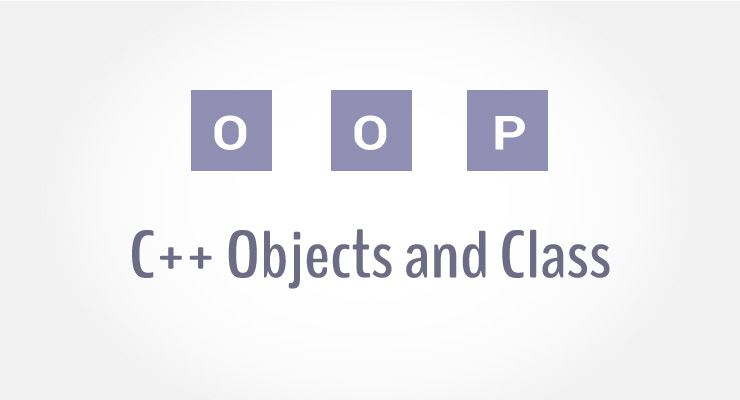 O O P
C++ Objects and Class